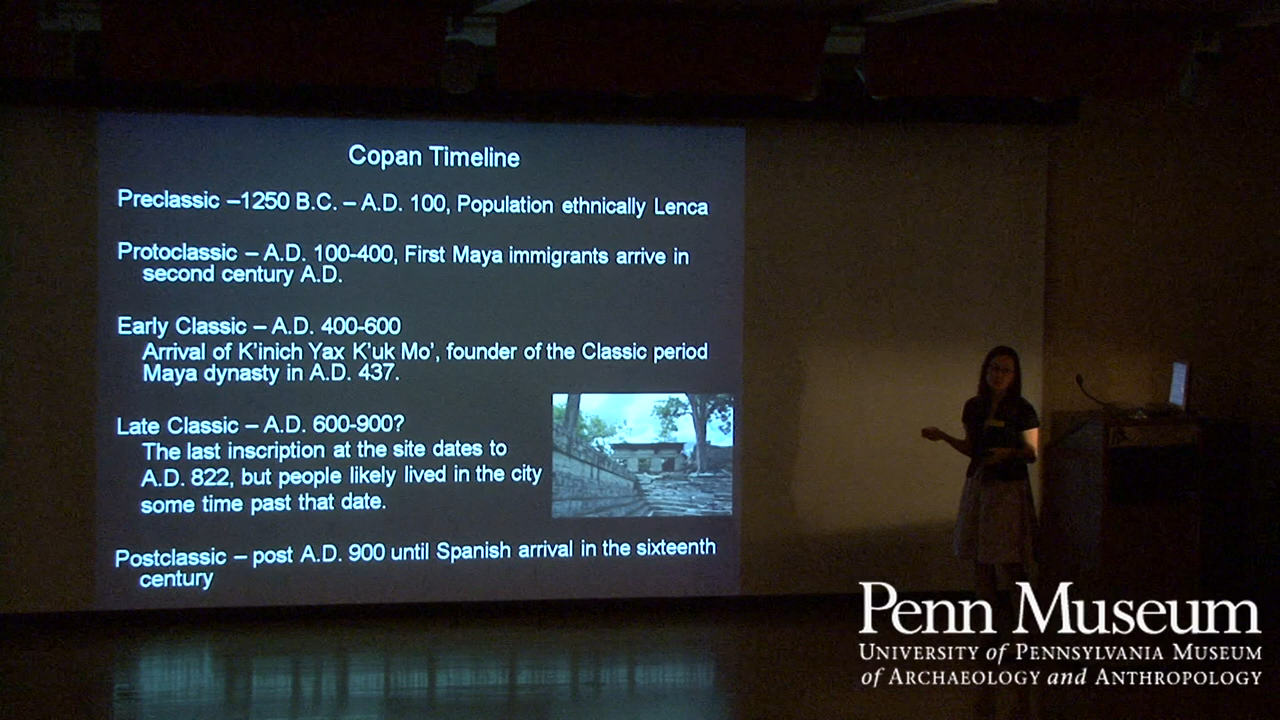 Copan Timeline
Preclassic –1250 B.C. – A.D. 100, Population ethnically Lenca
Protoclassic – A.D. 100-400, First Maya immigrants arrive in
second century A.D.
Early Classic – A.D. 400-600
Arrival of K'inich Yax K'uk Mo', founder of the Classic period
Maya dynasty in A.D. 437.
Late Classic – A.D. 600-900?
The last inscription at the site dates to
A.D. 822, but people likely lived in the city
some time past that date.
Postclassic – post A.D. 900 until Spanish arrival in the sixteenth
century
Penn Museum
UNIVERSITY of PENNSYLVANIA MUSEUM
of ARCHAEOLOGY and ANTHROPOLOGY